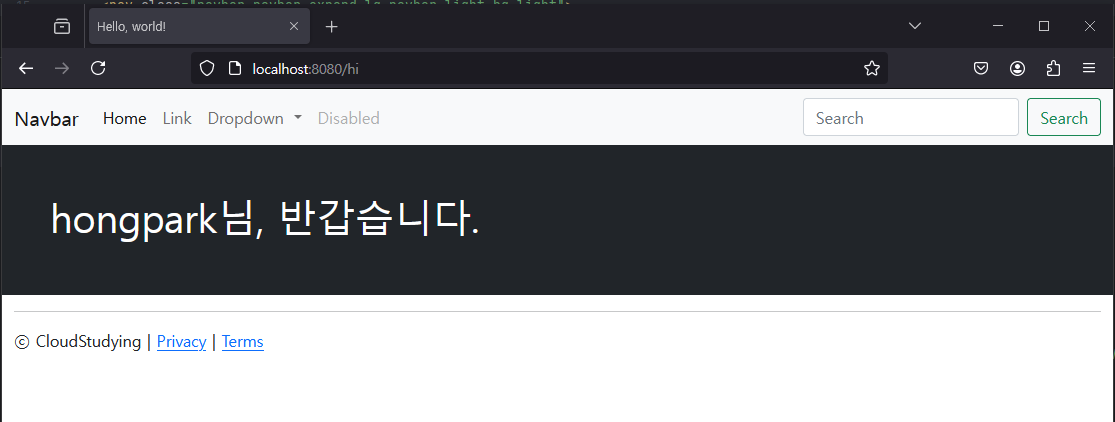 Hello, world!
localhost:8080/hi
Navbar Home Link Dropdown Disabled Search Search
hongpark님, 반갑습니다.
ⓒ CloudStudying | Privacy | Terms